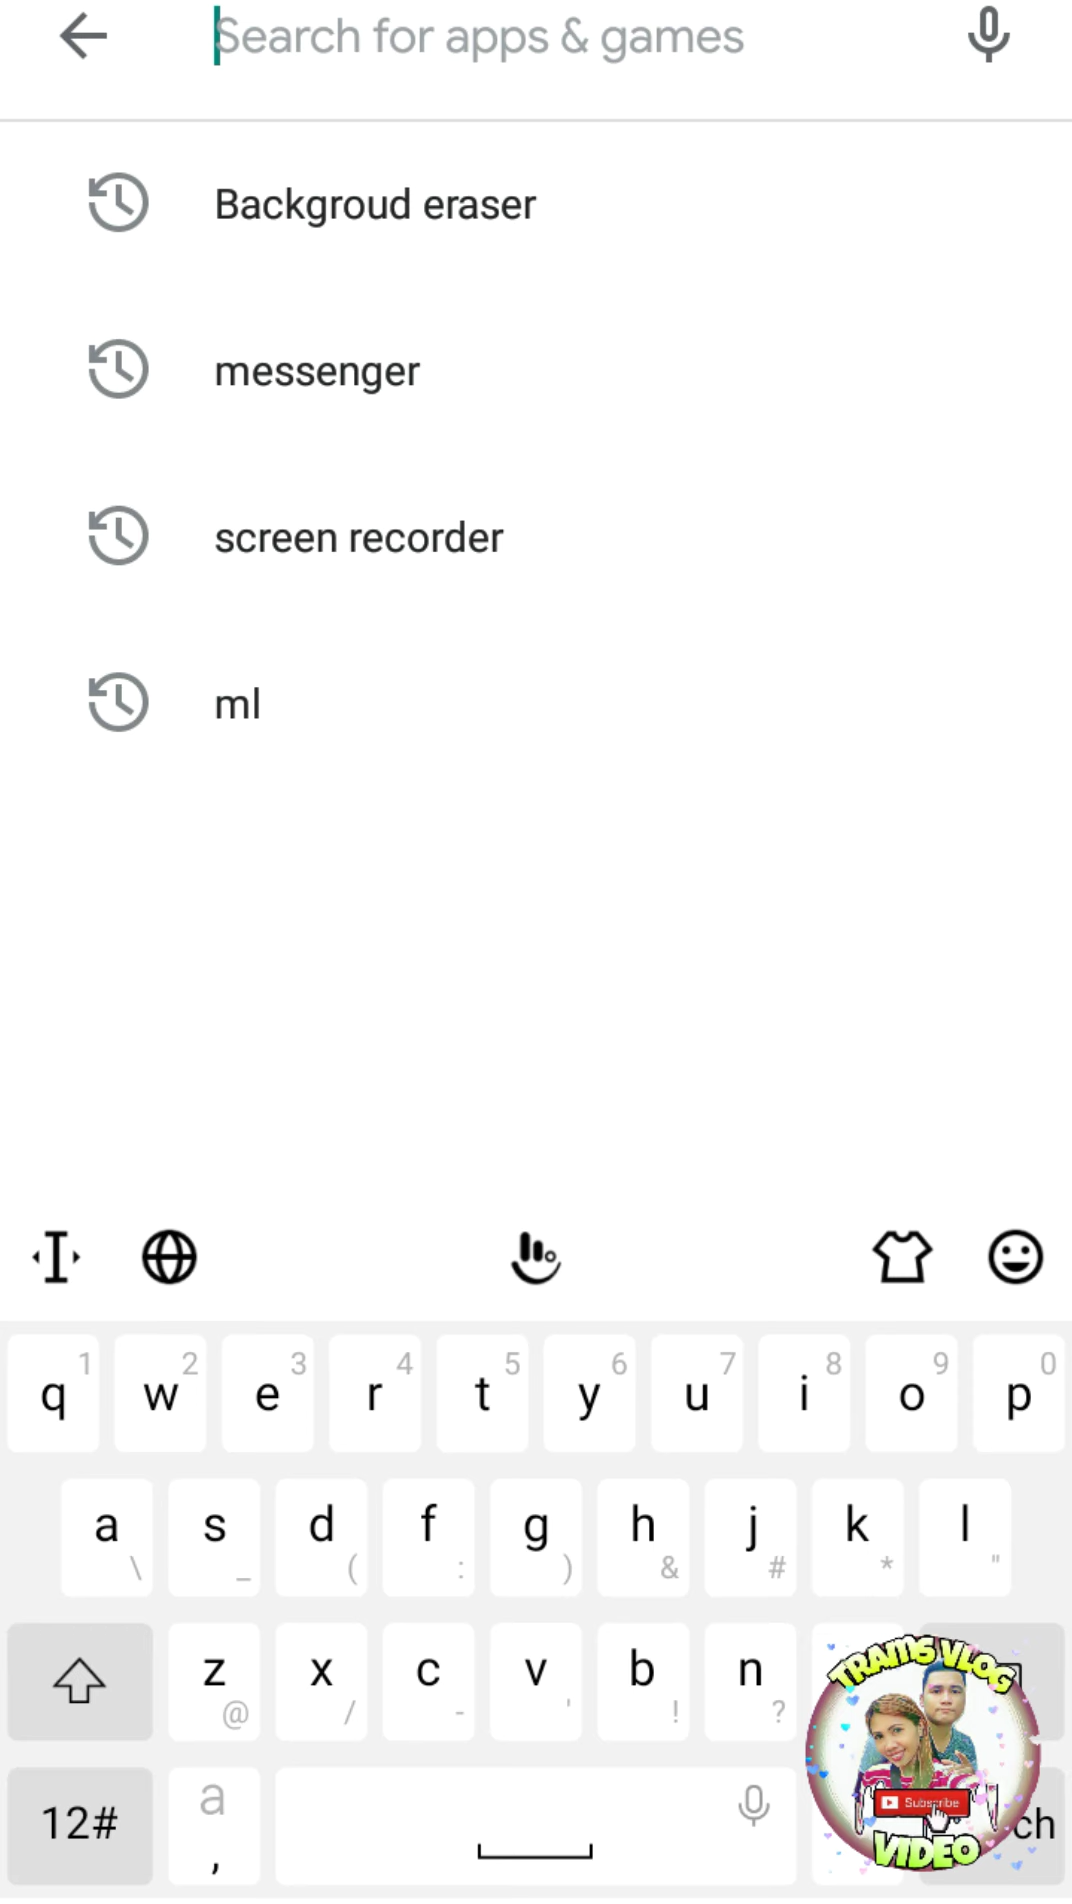 Search for apps & games
Backgroud eraser
messenger
screen recorder
ml
1 2 3 4 5 6 7 8 9 0
q w e r t y u i o p
a s d f g h j k l
\ _ ( : ) & # * "
z x c v b n
@ / - ' ! ?
12# a , ch
TRAMS VLOG
Subscribe
VIDEO